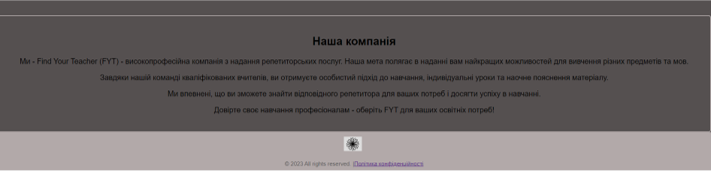 Наша компанія
Ми - Find Your Teacher (FYT) - високопрофесійна компанія з надання репетиторських послуг. Наша мета полягає в наданні вам найкращих можливостей для вивчення різних предметів та мов.
Завдяки нашій команді кваліфікованих вчителів, ви отримуєте особистий підхід до навчання, індивідуальні уроки та наочне пояснення матеріалу.
Ми впевнені, що ви зможете знайти відповідного репетитора для ваших потреб і досягти успіху в навчанні.
Довірте своє навчання професіоналам - оберіть FYT для ваших освітніх потреб!
© 2023 All rights reserved. Політика конфіденційності